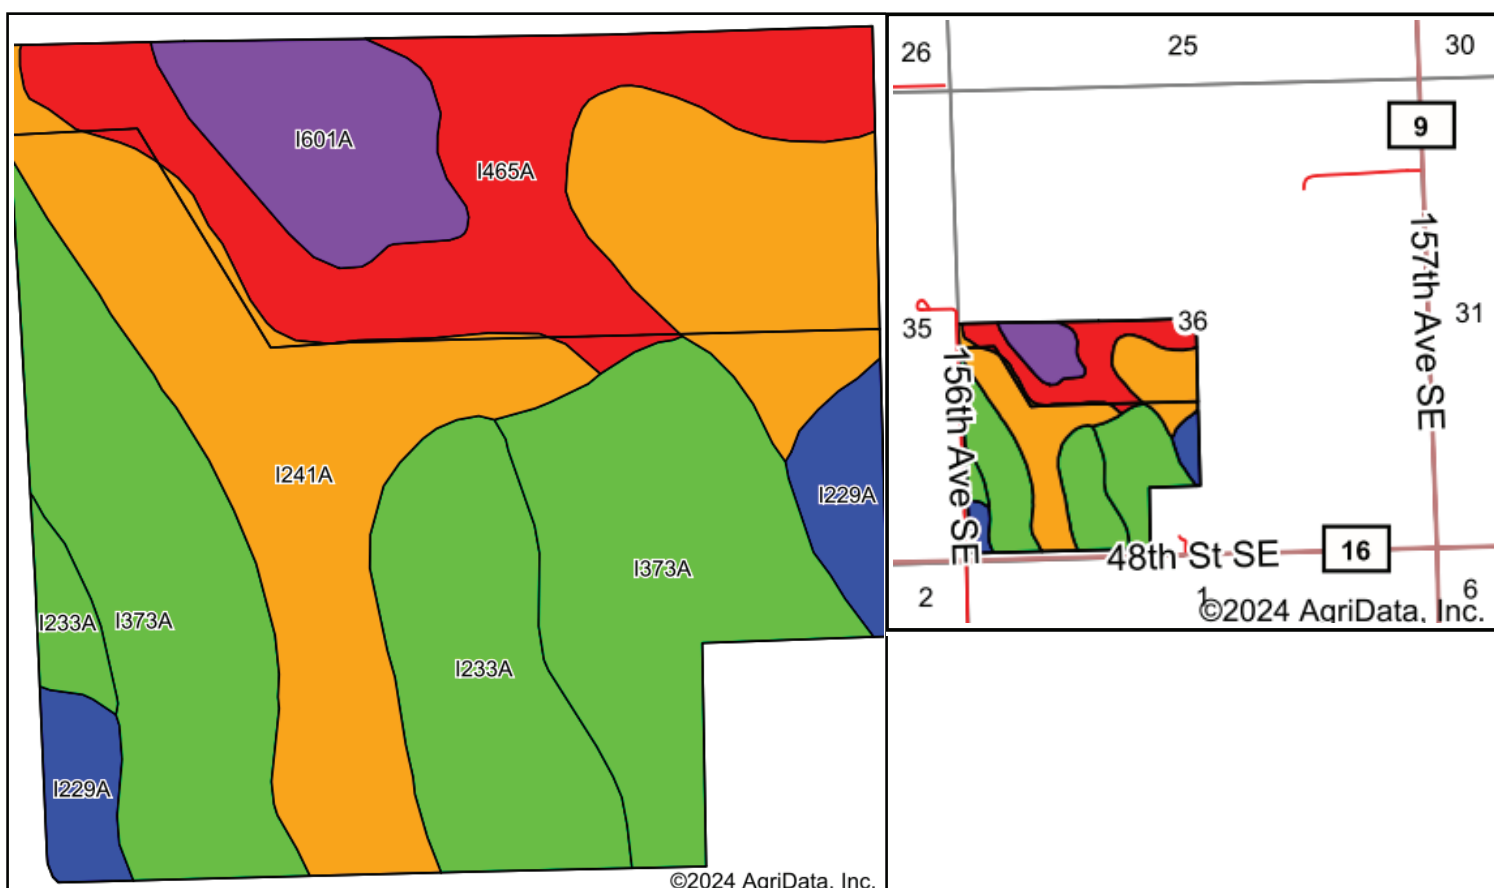 I601A
I465A
I241A
I229A
I373A
I233A
I373A
I233A
I229A
©2024 AgriData, Inc.
26
25
30
9
157th Ave SE
35
36
31
156th Ave SE
48th St SE
16
2
1
6
©2024 AgriData, Inc.